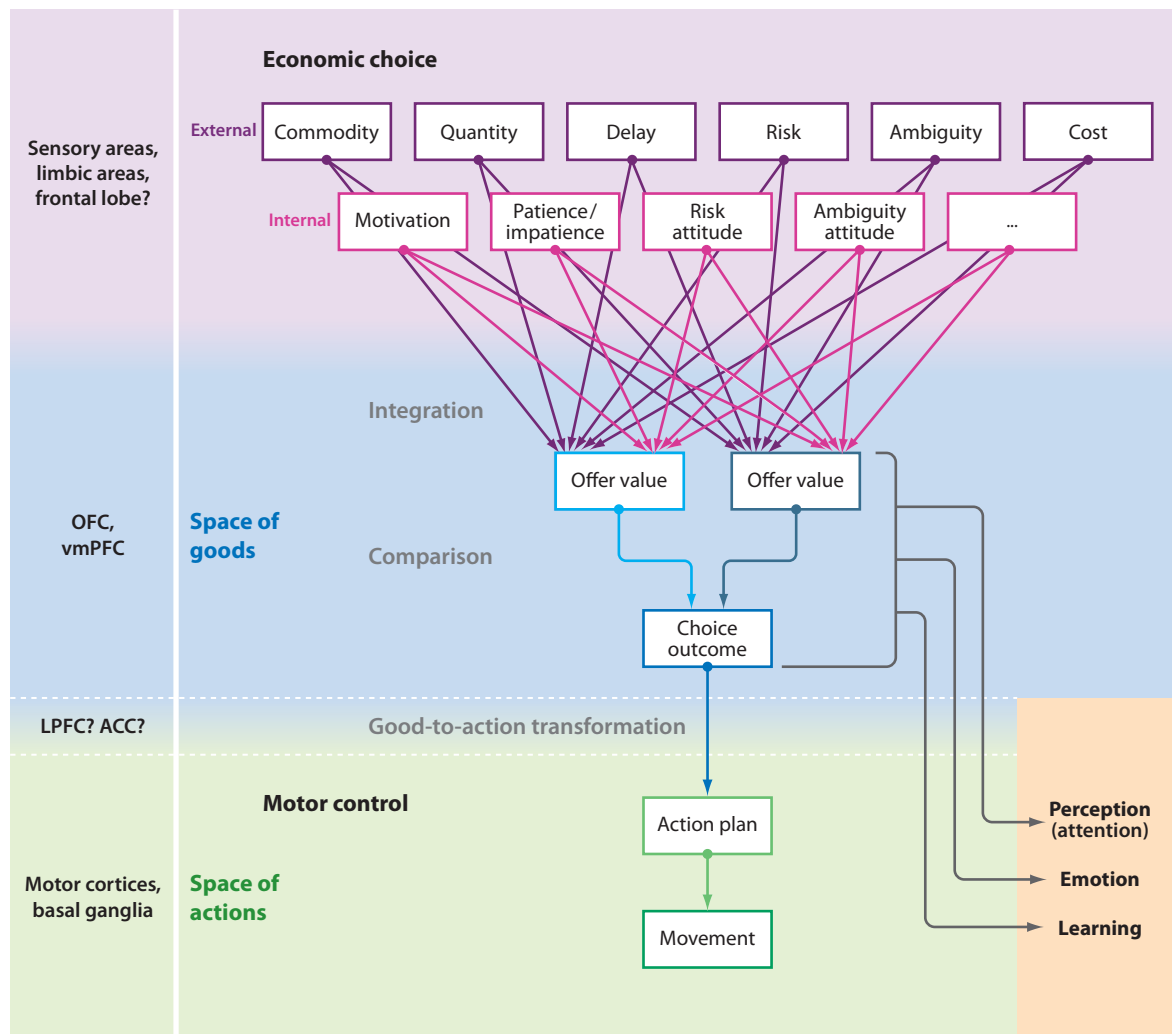 Economic choice
External
Commodity
Quantity
Delay
Risk
Ambiguity
Cost
Sensory areas,
limbic areas,
frontal lobe?
Internal
Motivation
Patience/
impatience
Risk
attitude
Ambiguity
attitude
...
Integration
Offer value
Offer value
OFC,
vmPFC
Space of
goods
Comparison
Choice
outcome
LPFC? ACC?
Good-to-action transformation
Motor control
Action plan
Perception
(attention)
Motor cortices,
basal ganglia
Space of
actions
Emotion
Learning
Movement